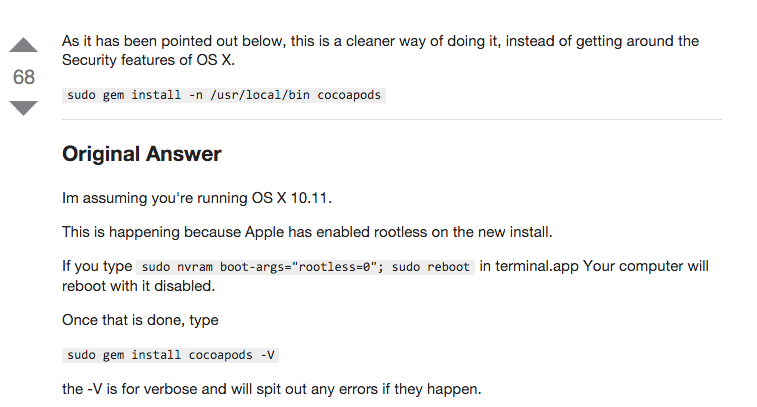 As it has been pointed out below, this is a cleaner way of doing it, instead of getting around the
68
Security features of OS X.
sudo gem install -n /usr/local/bin cocoapods
Original Answer
Im assuming you're running OS X 10.11.
This is happening because Apple has enabled rootless on the new install.
If you type sudo nvram boot-args="rootless=0"; sudo reboot in terminal.app Your computer will
reboot with it disabled.
Once that is done, type
sudo gem install cocoapods -V
the -V is for verbose and will spit out any errors if they happen.